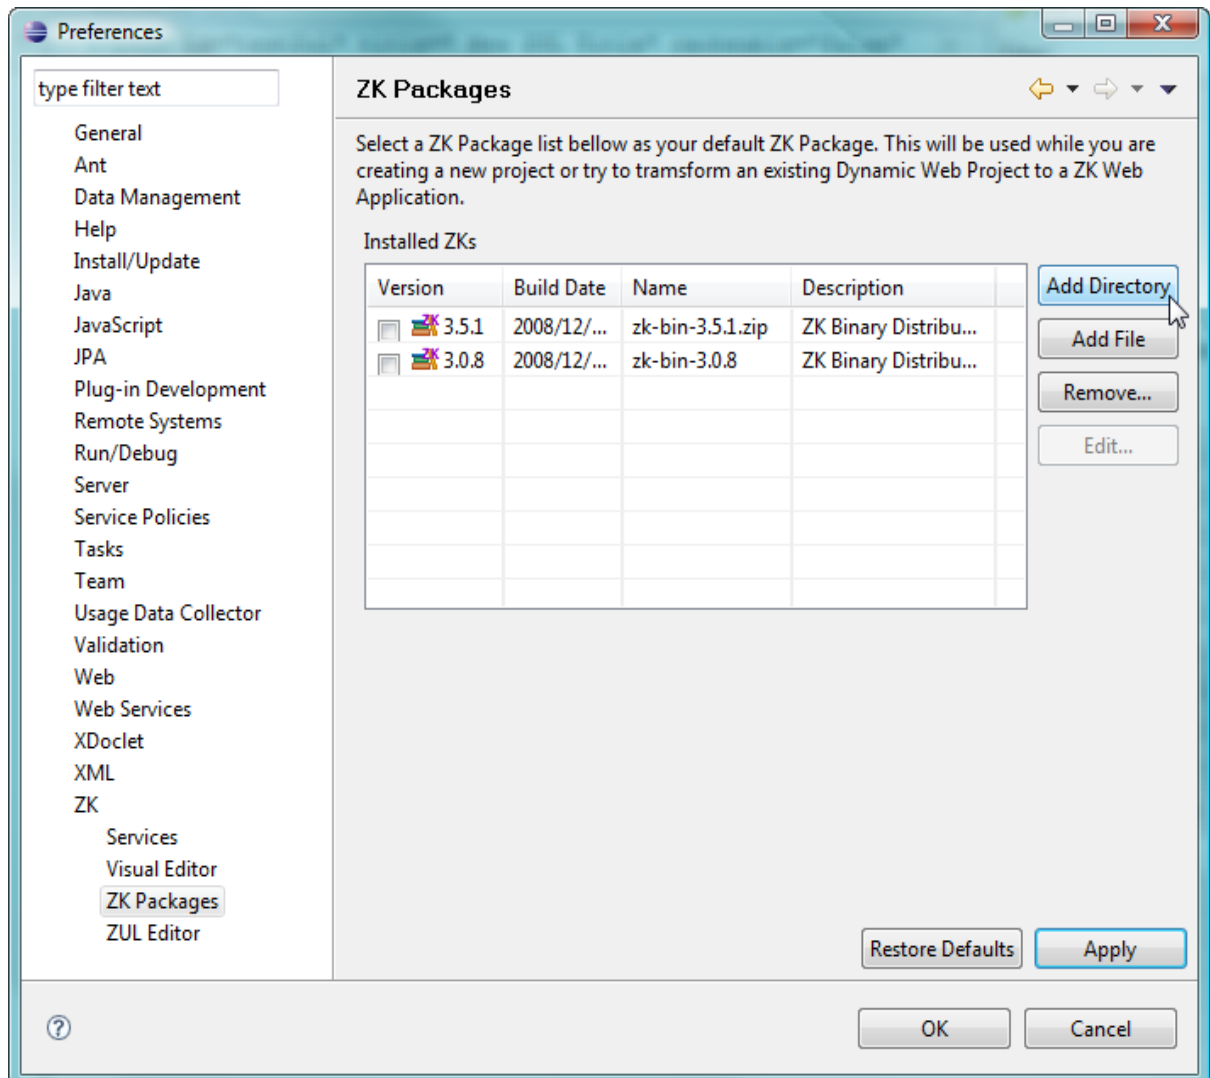 Preferences
type filter text
General
Ant
Data Management
Help
Install/Update
Java
JavaScript
JPA
Plug-in Development
Remote Systems
Run/Debug
Server
Service Policies
Tasks
Team
Usage Data Collector
Validation
Web
Web Services
XDoclet
XML
ZK
Services
Visual Editor
ZK Packages
ZUL Editor
ZK Packages
Select a ZK Package list bellow as your default ZK Package. This will be used while you are
creating a new project or try to tramsform an existing Dynamic Web Project to a ZK Web
Application.
Installed ZKs
Version Build Date Name Description
ZK 3.5.1 2008/12/... zk-bin-3.5.1.zip ZK Binary Distribu...
ZK 3.0.8 2008/12/... zk-bin-3.0.8 ZK Binary Distribu...
Add Directory
Add File
Remove...
Edit...
Restore Defaults Apply
? OK Cancel